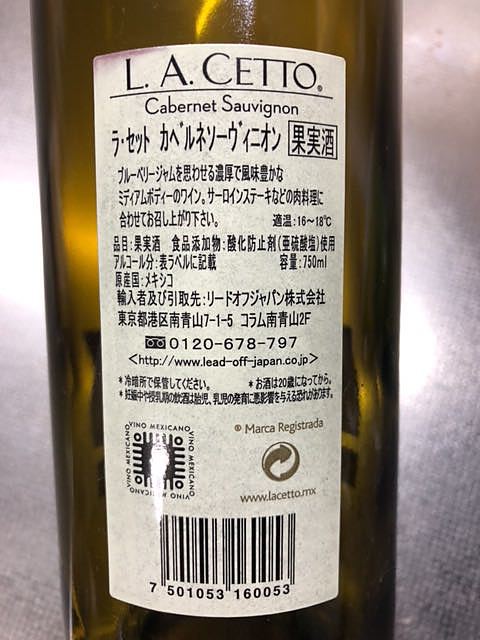 L. A. CETTO®
Cabernet Sauvignon
ラ・セット カベルネソーヴィニオン 果実酒
ブルーベリージャムを思わせる濃厚で風味豊かな
ミディアムボディーのワイン。サーロインステーキなどの肉料理に
合わせてお召し上がり下さい。 適温:16～18℃
品目:果実酒 食品添加物:酸化防止剤(亜硫酸塩)使用
アルコール分:表ラベルに記載 容量:750ml
原産国:メキシコ
輸入者及び引取先:リードオフジャパン株式会社
東京都港区南青山7-1-5 コラム南青山2F
0120-678-797
<http://www.lead-off-japan.co.jp>
*冷暗所で保管してください。 *お酒は20歳になってから。
*妊娠中や授乳期の飲酒は胎児、乳児の発育に悪影響を与える恐れがあります。
VINO MEXICANO
VINO MEXICANO
VINO MEXICANO
VINO MEXICANO
® Marca Registrada
www.lacetto.mx
7 501053 160053